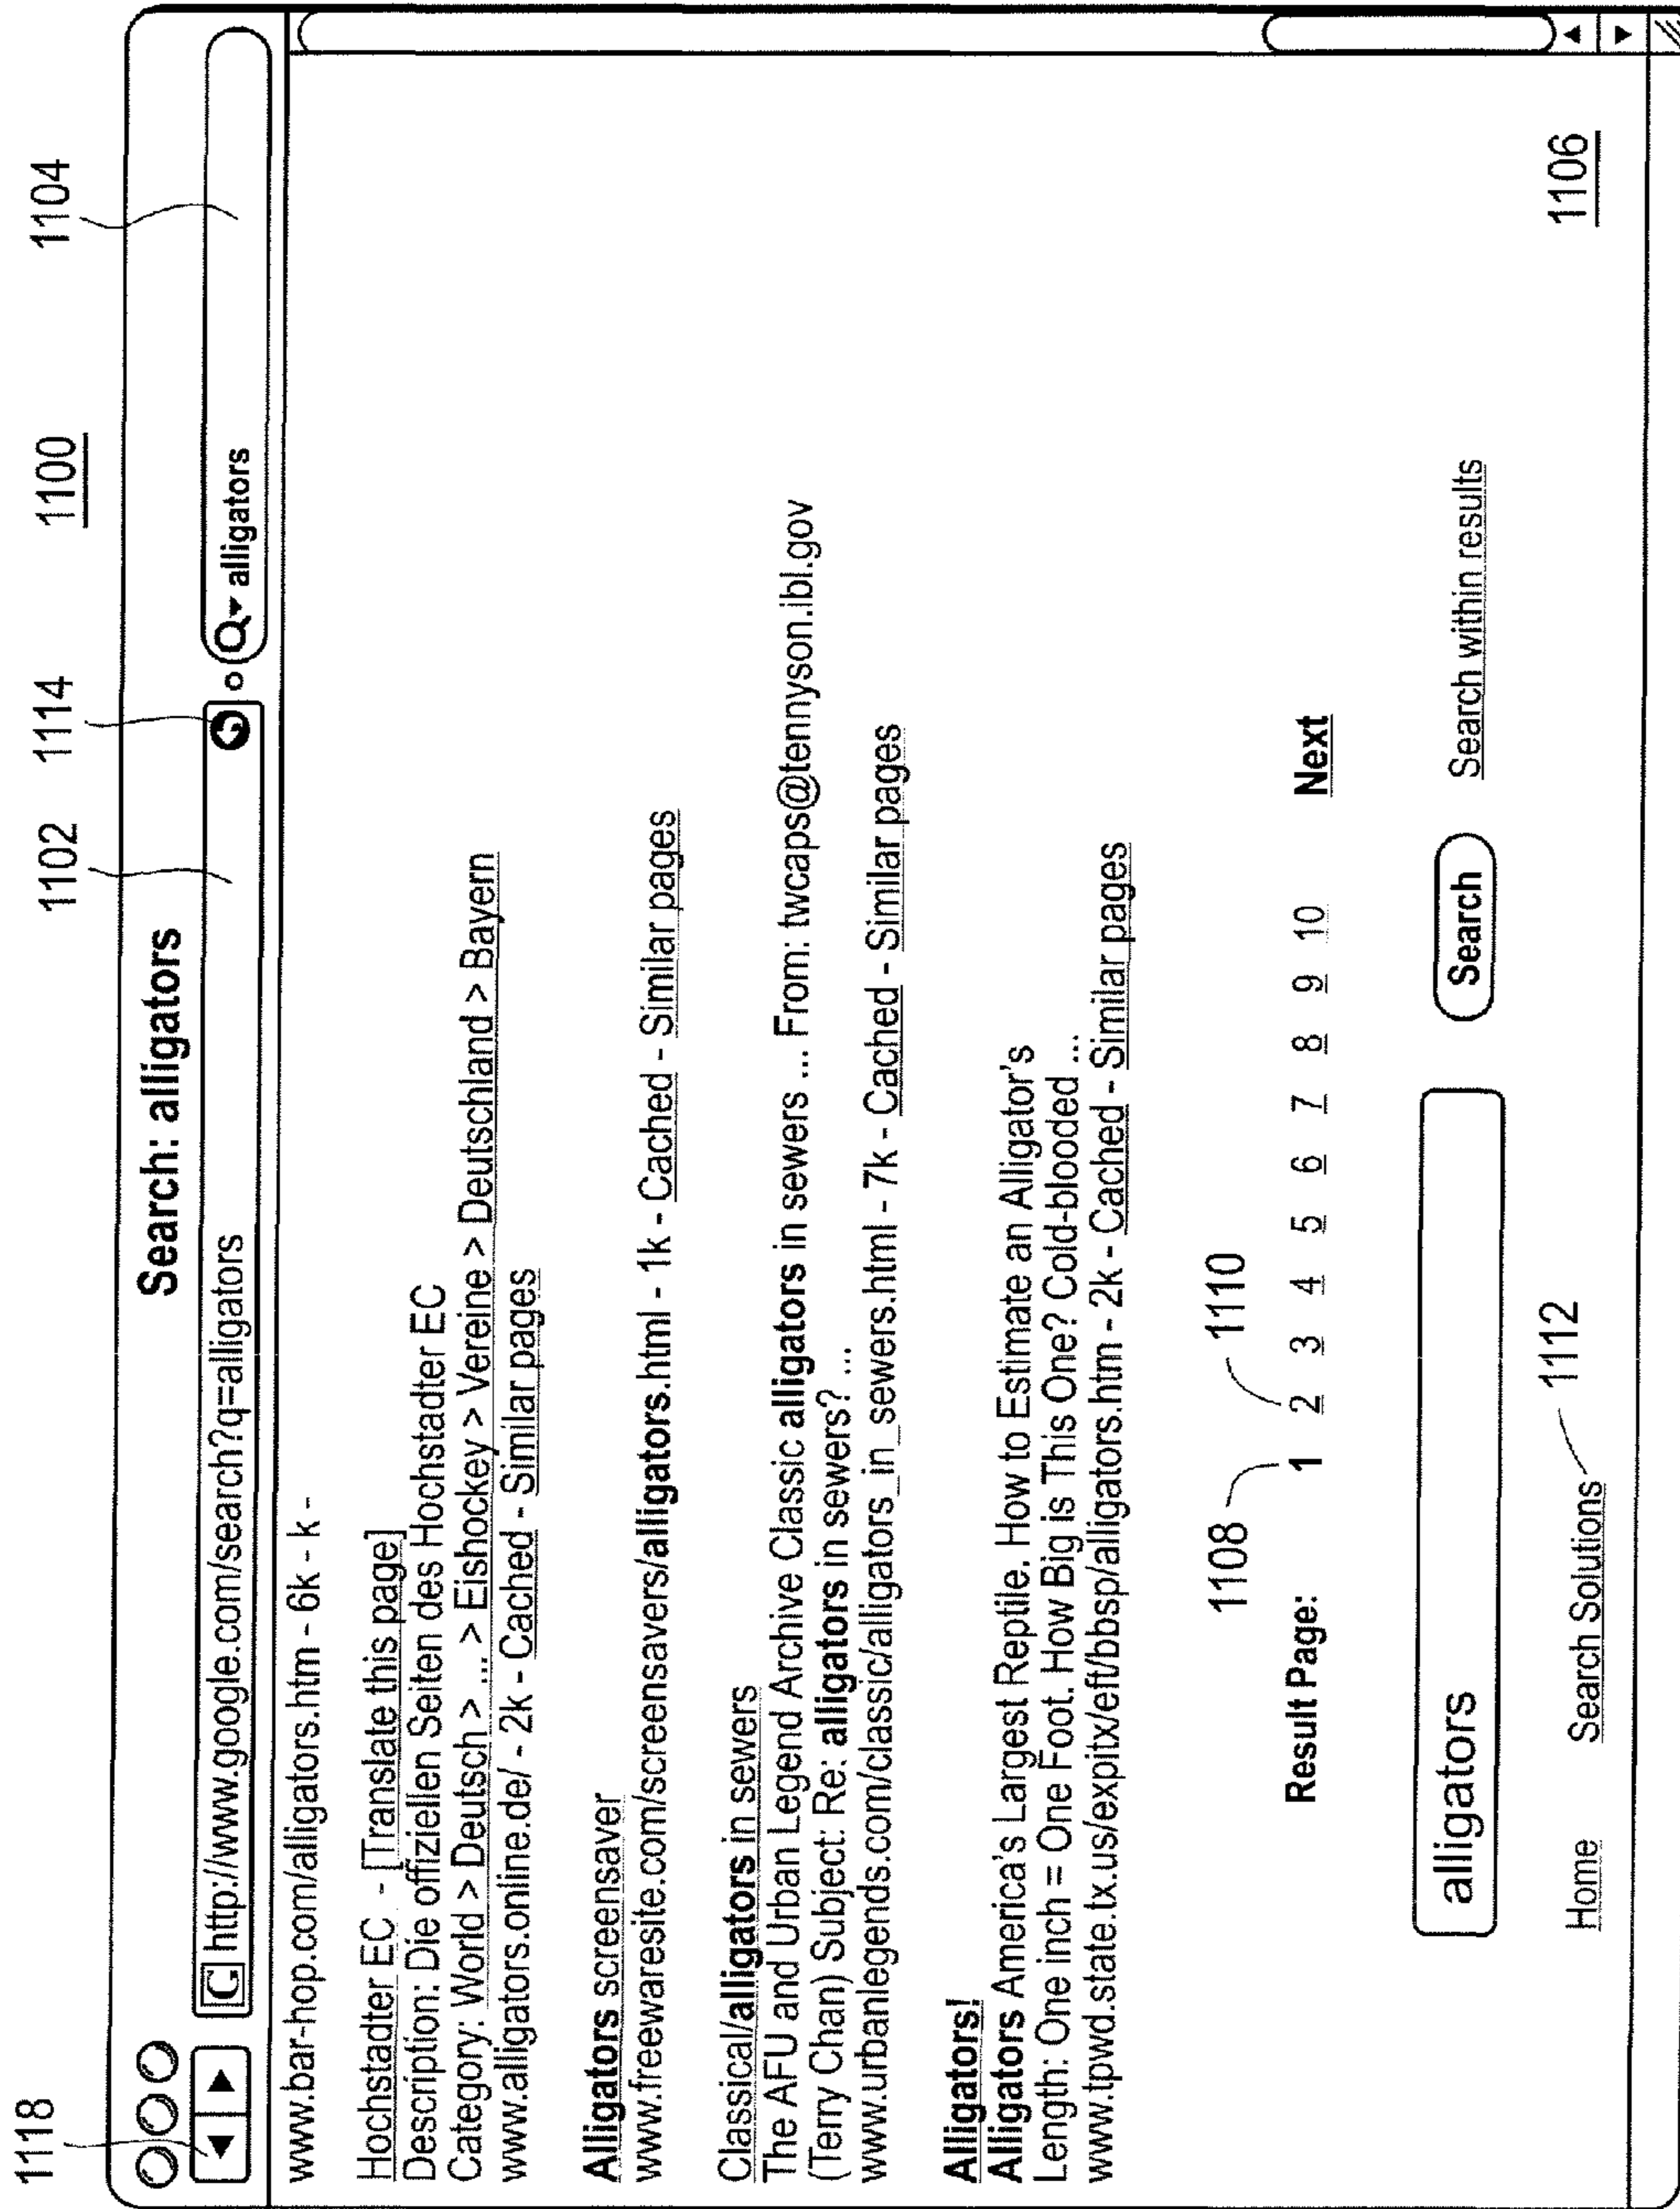 1118
1102
1114
1100
1104
Search: alligators
G http://www.google.com/search?q=alligators
alligators
www.bar-hop.com/alligators.htm - 6k - k -
Hochstadter EC - [Translate this page]
Description: Die offiziellen Seiten des Hochstadter EC
Category: World > Deutsch > ... > Eishockey > Vereine > Deutschland > Bayern
www.alligators.online.de/ - 2k - Cached - Similar pages
Alligators screensaver
www.freewaresite.com/screensavers/alligators.html - 1k - Cached - Similar pages
Classical/alligators in sewers
The AFU and Urban Legend Archive Classic alligators in sewers ... From: twcaps@tennyson.lbl.gov
(Terry Chan) Subject: Re: alligators in sewers? ...
www.urbanlegends.com/classic/alligators_in_sewers.html - 7k - Cached - Similar pages
Alligators!
Alligators America's Largest Reptile. How to Estimate an Alligator's
Length: One inch = One Foot. How Big is This One? Cold-blooded ...
www.tpwd.state.tx.us/expitx/eft/bbsp/alligators.htm - 2k - Cached - Similar pages
1108
1110
Result Page: 1 2 3 4 5 6 7 8 9 10 Next
alligators Search Search within results
1112
Home Search Solutions
1106